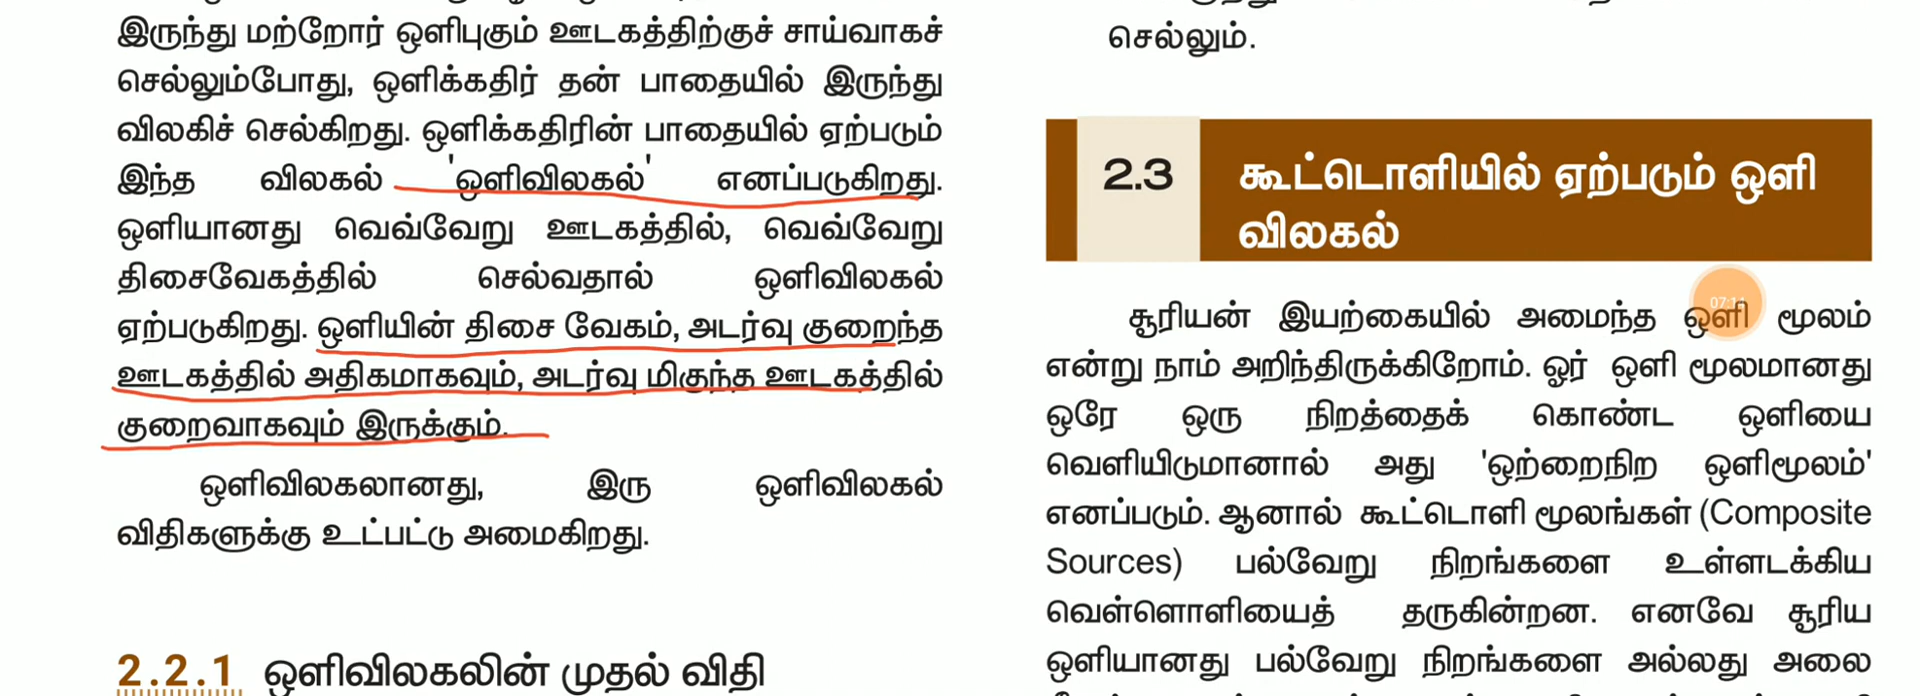 இருந்து மற்றோர் ஒளிபுகும் ஊடகத்திற்குச் சாய்வாகச்
செல்லும்போது, ஒளிக்கதிர் தன் பாதையில் இருந்து
விலகிச் செல்கிறது. ஒளிக்கதிரின் பாதையில் ஏற்படும்
இந்த விலகல் 'ஒளிவிலகல்' எனப்படுகிறது.
ஒளியானது வெவ்வேறு ஊடகத்தில், வெவ்வேறு
திசைவேகத்தில் செல்வதால் ஒளிவிலகல்
ஏற்படுகிறது. ஒளியின் திசை வேகம், அடர்வு குறைந்த
ஊடகத்தில் அதிகமாகவும், அடர்வு மிகுந்த ஊடகத்தில்
குறைவாகவும் இருக்கும்.
ஒளிவிலகலானது, இரு ஒளிவிலகல்
விதிகளுக்கு உட்பட்டு அமைகிறது.
2.2.1 ஒளிவிலகலின் முதல் விதி
செல்லும்.
2.3 கூட்டொளியில் ஏற்படும் ஒளி
விலகல்
07:14
சூரியன் இயற்கையில் அமைந்த ஒளி மூலம்
என்று நாம் அறிந்திருக்கிறோம். ஓர் ஒளி மூலமானது
ஒரே ஒரு நிறத்தைக் கொண்ட ஒளியை
வெளியிடுமானால் அது 'ஒற்றைநிற ஒளிமூலம்'
எனப்படும். ஆனால் கூட்டொளி மூலங்கள் (Composite
Sources) பல்வேறு நிறங்களை உள்ளடக்கிய
வெள்ளொளியைத் தருகின்றன. எனவே சூரிய
ஒளியானது பல்வேறு நிறங்களை அல்லது அலை